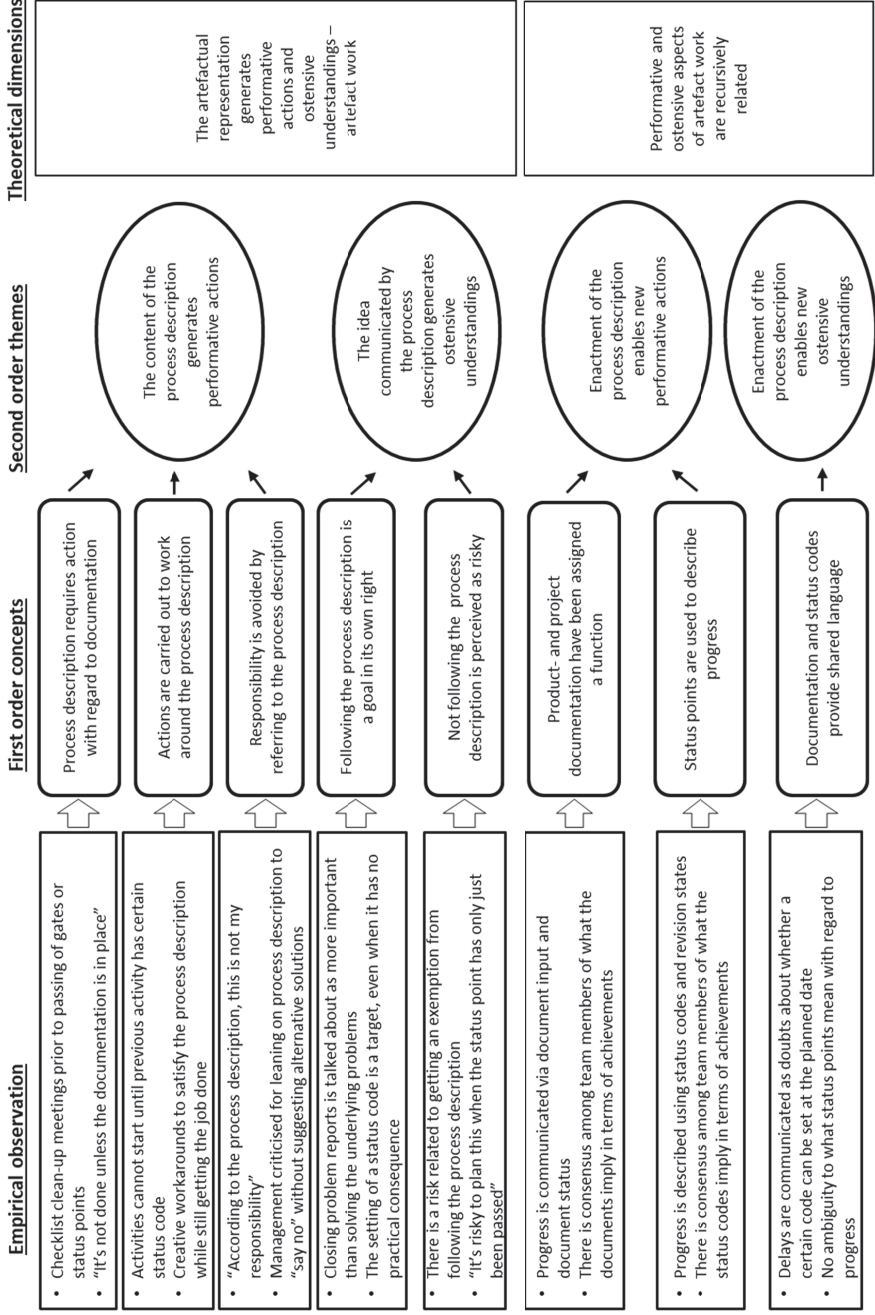 Empirical observation
First order concepts
Second order themes
Theoretical dimensions
• Checklist clean-up meetings prior to passing of gates or
status points
• “It’s not done unless the documentation is in place”
Process description requires action
with regard to documentation
• Activities cannot start until previous activity has certain
status code
• Creative workarounds to satisfy the process description
while still getting the job done
Actions are carried out to work
around the process description
• “According to the process description, this is not my
responsibility”
• Management criticised for leaning on process description to
“say no” without suggesting alternative solutions
Responsibility is avoided by
referring to the process description
The content of the
process description
generates
performative actions
• Closing problem reports is talked about as more important
than solving the underlying problems
• The setting of a status code is a target, even when it has no
practical consequence
Following the process description is
a goal in its own right
• There is a risk related to getting an exemption from
following the process description
• “It’s risky to plan this when the status point has only just
been passed”
Not following the process
description is perceived as risky
The idea
communicated by
the process
description generates
ostensive
understandings
The artefactual
representation
generates
performative
actions and
ostensive
understandings –
artefact work
• Progress is communicated via document input and
document status
• There is consensus among team members of what the
documents imply in terms of achievements
Product- and project
documentation have been assigned
a function
• Progress is described using status codes and revision states
• There is consensus among team members of what the
status codes imply in terms of achievements
Status points are used to describe
progress
Enactment of the
process description
enables new
performative actions
• Delays are communicated as doubts about whether a
certain code can be set at the planned date
• No ambiguity to what status points mean with regard to
progress
Documentation and status codes
provide shared language
Enactment of the
process description
enables new
ostensive
understandings
Performative and
ostensive aspects
of artefact work
are recursively
related